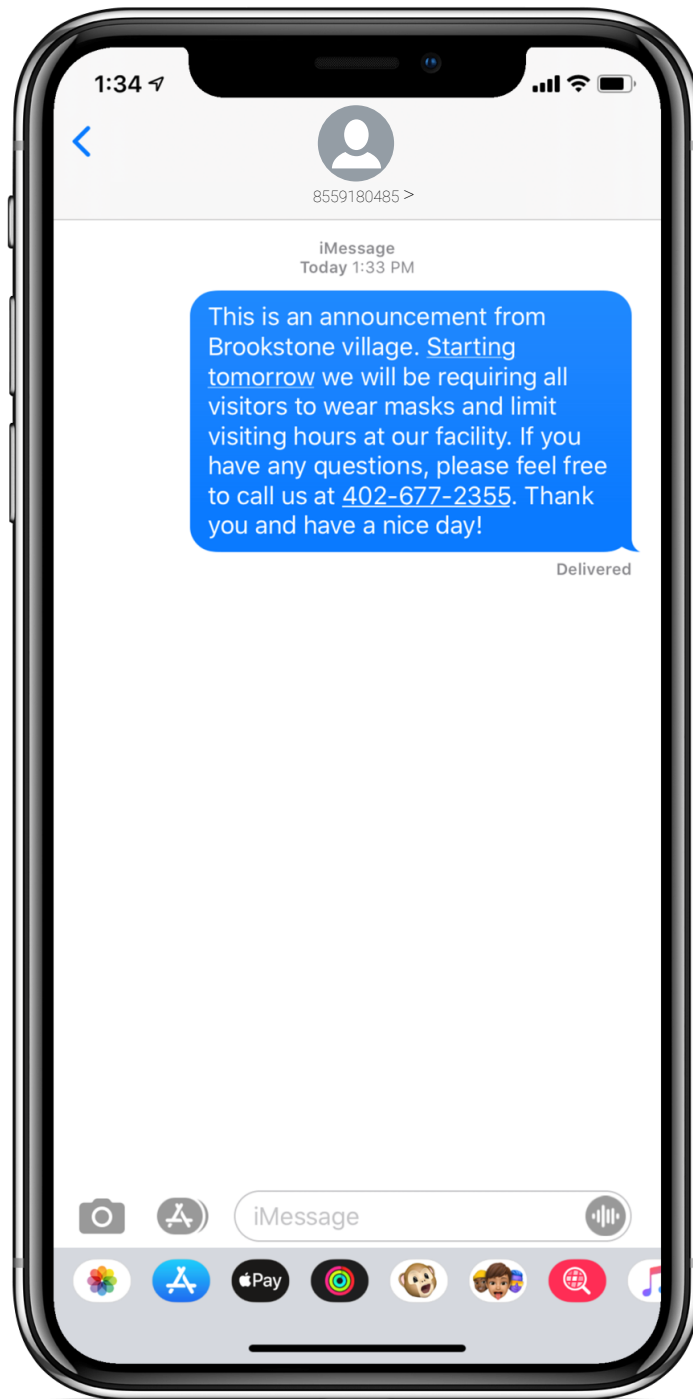 1:34
8559180485 >
iMessage
Today 1:33 PM
This is an announcement from
Brookstone village. Starting
tomorrow we will be requiring all
visitors to wear masks and limit
visiting hours at our facility. If you
have any questions, please feel free
to call us at 402-677-2355. Thank
you and have a nice day!
Delivered
iMessage
Pay